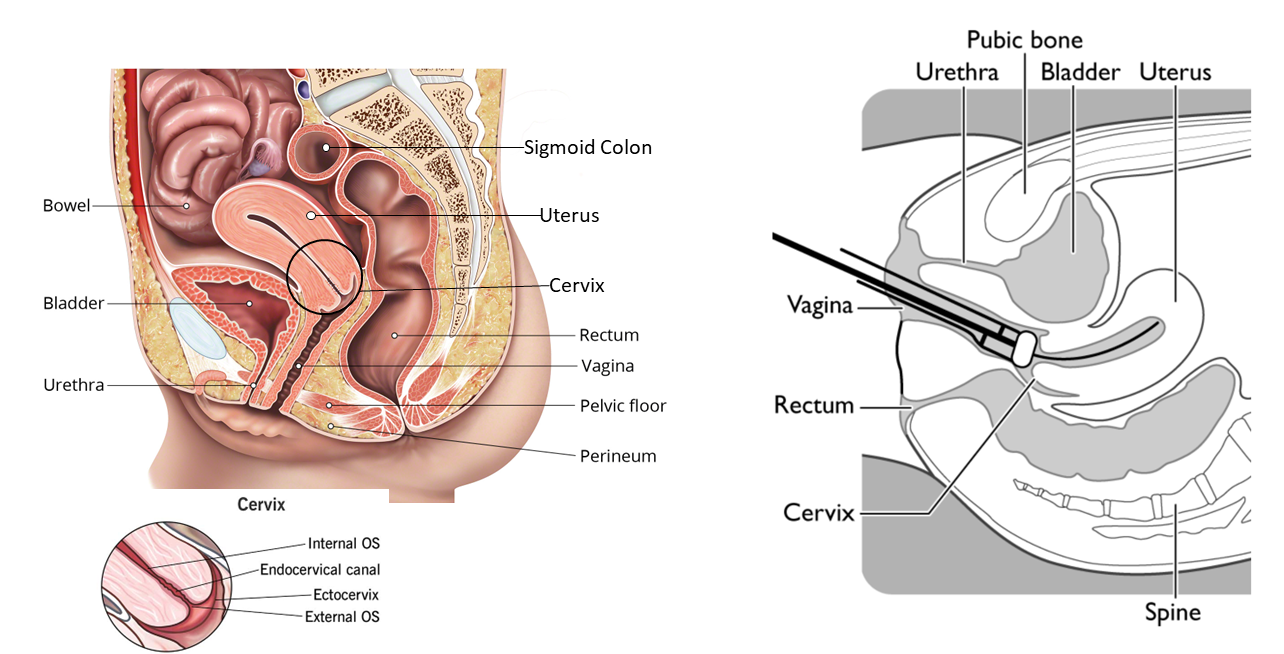 Sigmoid Colon
Bowel
Uterus
Cervix
Bladder
Rectum
Vagina
Urethra
Pelvic floor
Perineum
Cervix
Internal OS
Endocervical canal
Ectocervix
External OS
Pubic bone
Urethra Bladder Uterus
Vagina
Rectum
Cervix
Spine